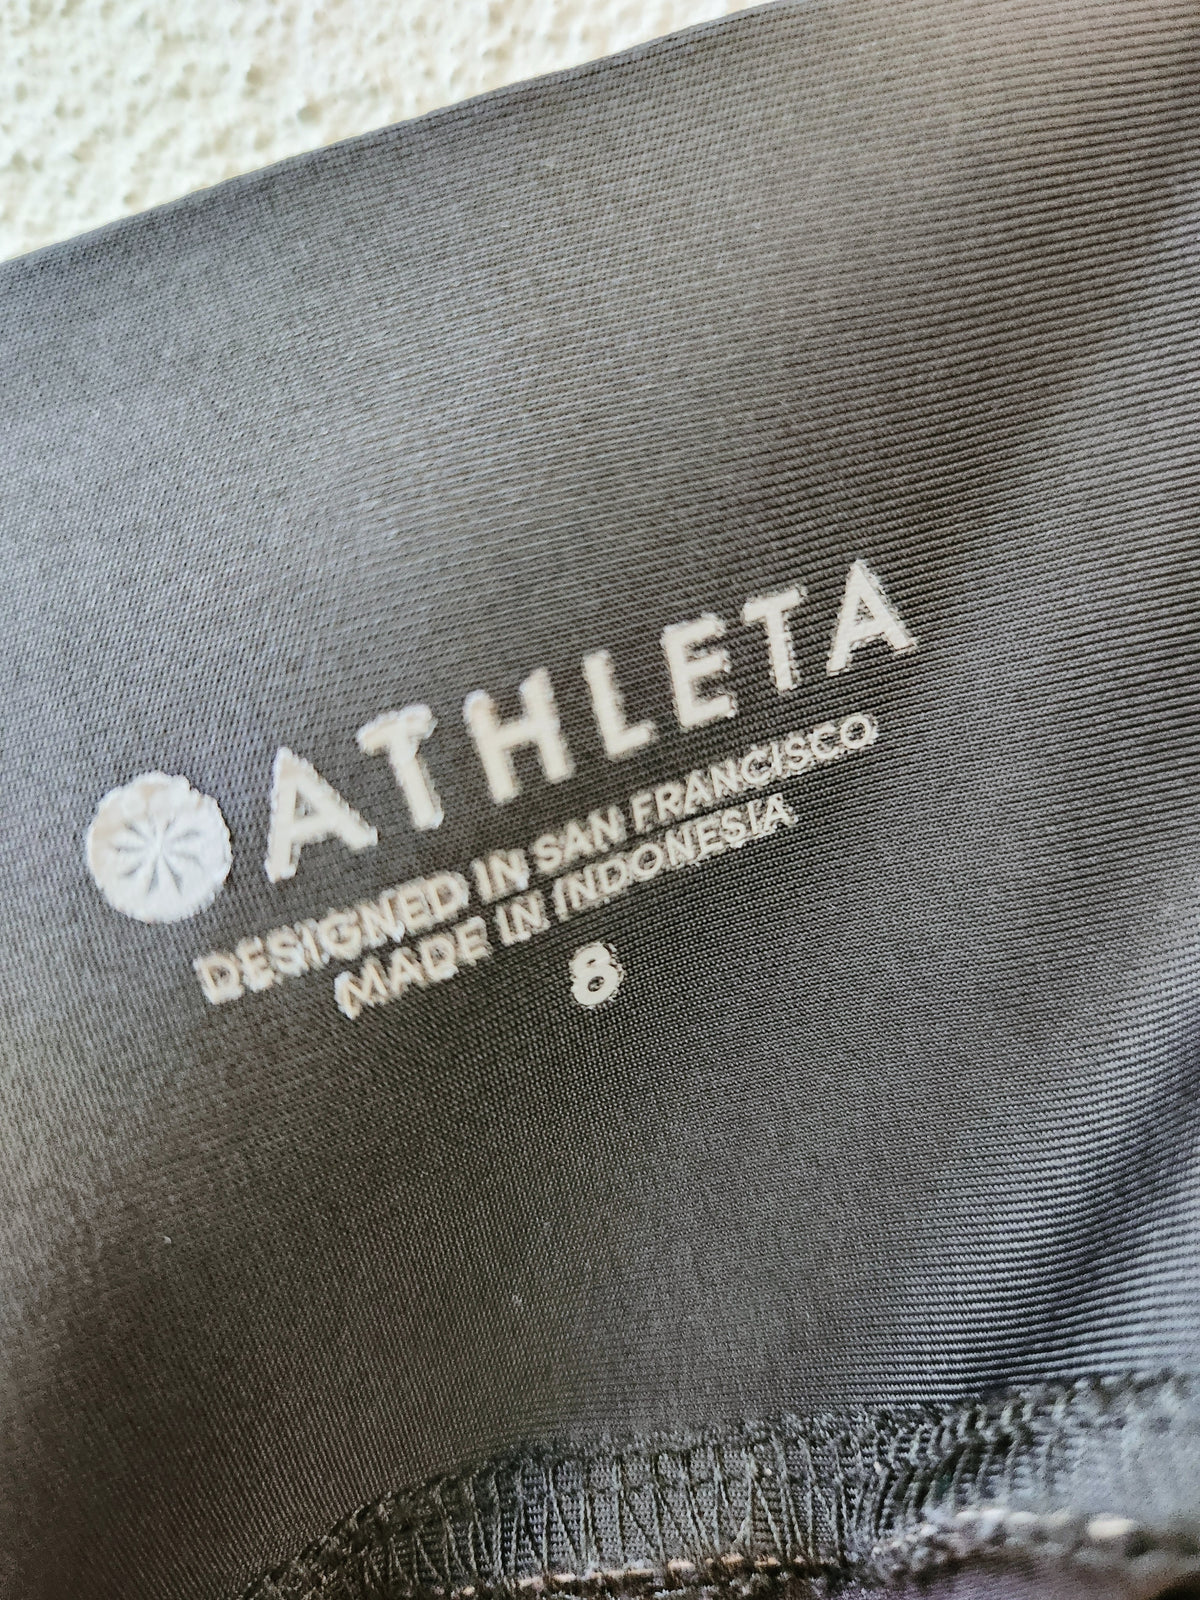 ATHLETA
DESIGNED IN SAN FRANCISCO
MADE IN INDONESIA
8